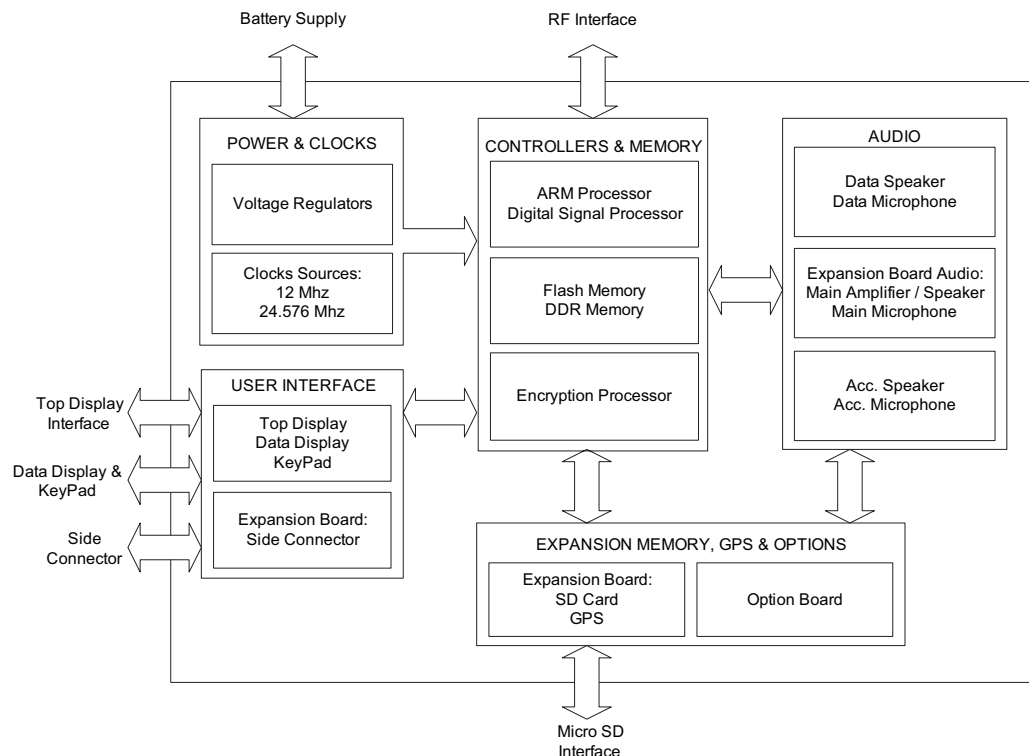 Battery Supply
RF Interface
POWER & CLOCKS
Voltage Regulators
Clocks Sources:
12 Mhz
24.576 Mhz
CONTROLLERS & MEMORY
ARM Processor
Digital Signal Processor
Flash Memory
DDR Memory
Encryption Processor
AUDIO
Data Speaker
Data Microphone
Expansion Board Audio:
Main Amplifier / Speaker
Main Microphone
Acc. Speaker
Acc. Microphone
Top Display
Interface
Data Display &
KeyPad
Side
Connector
USER INTERFACE
Top Display
Data Display
KeyPad
Expansion Board:
Side Connector
EXPANSION MEMORY, GPS & OPTIONS
Expansion Board:
SD Card
GPS
Option Board
Micro SD
Interface